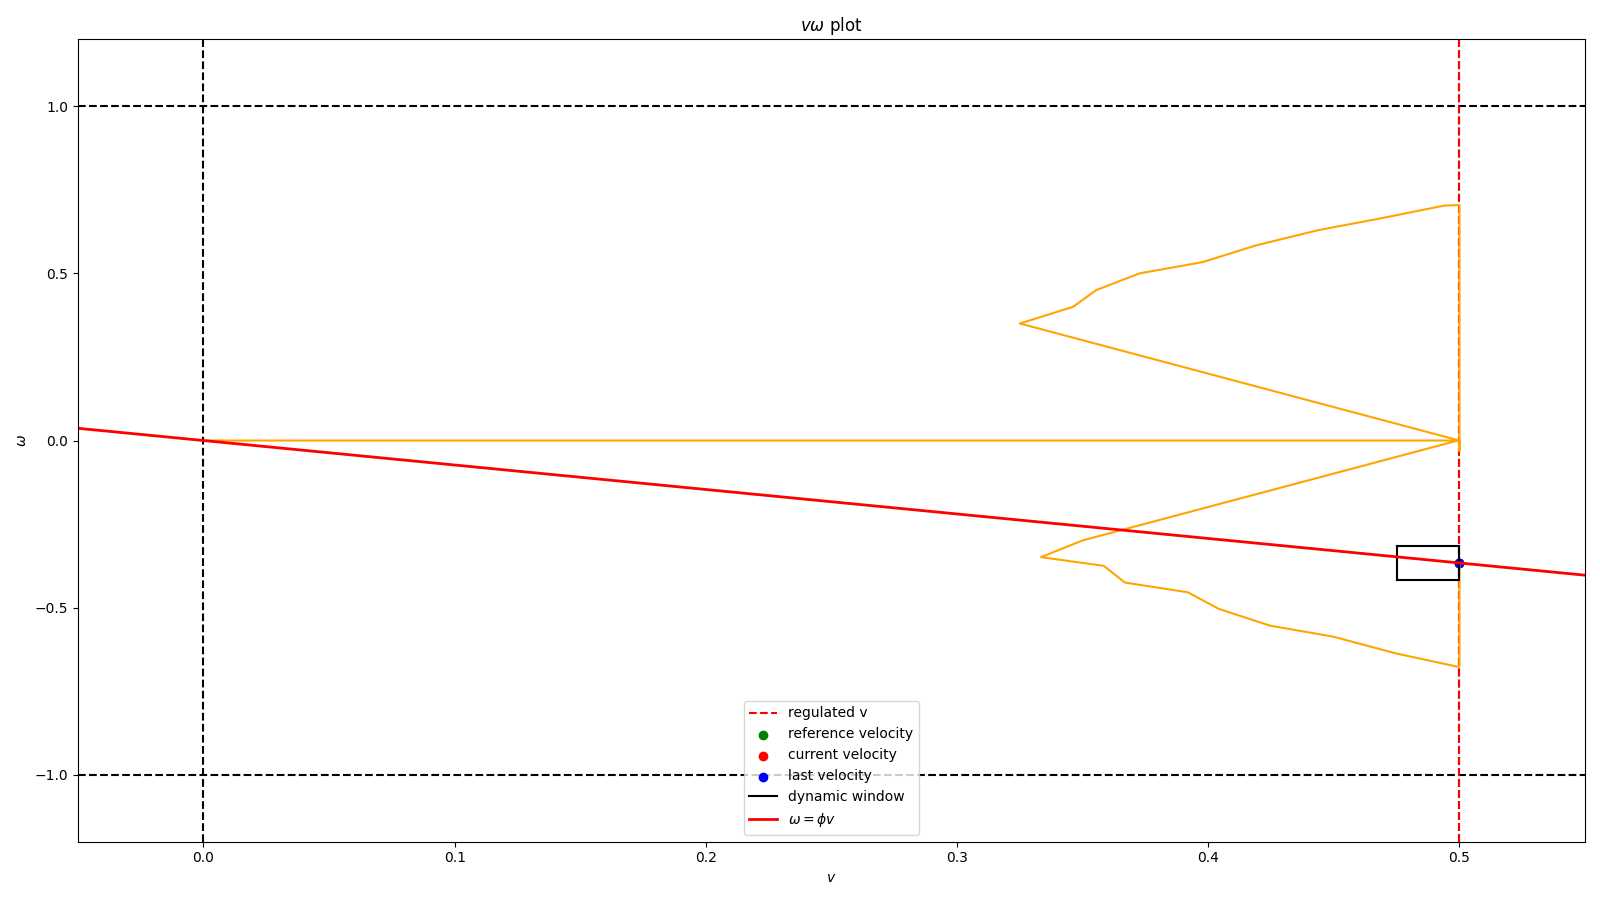 vω plot
1.0
0.5
0.0
−0.5
−1.0
ω
regulated v
reference velocity
current velocity
last velocity
dynamic window
ω = ϕv
0.0 0.1 0.2 0.3 0.4 0.5
v